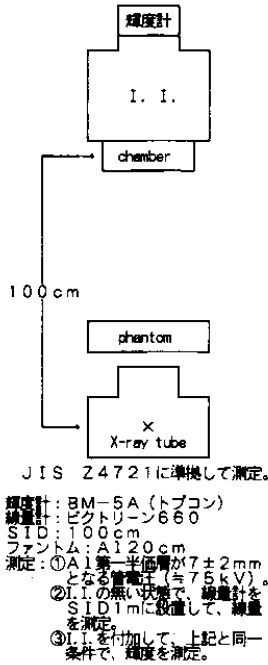 輝度計
I. I.
chamber
100cm
phantom
×
X-ray tube
JIS Z4721に準拠して測定。
輝度計:BM-5A(トプコン)
線量計:ビクトリーン660
SID:100cm
ファントム:Al20cm
測定:①Al第一半価層が7±2mm
となる管電圧(≒75kV)。
②I.I.の無い状態で、線量計を
SID1mに設置して、線量
を測定。
③I.I.を付加して、上記と同一
条件で、輝度を測定。